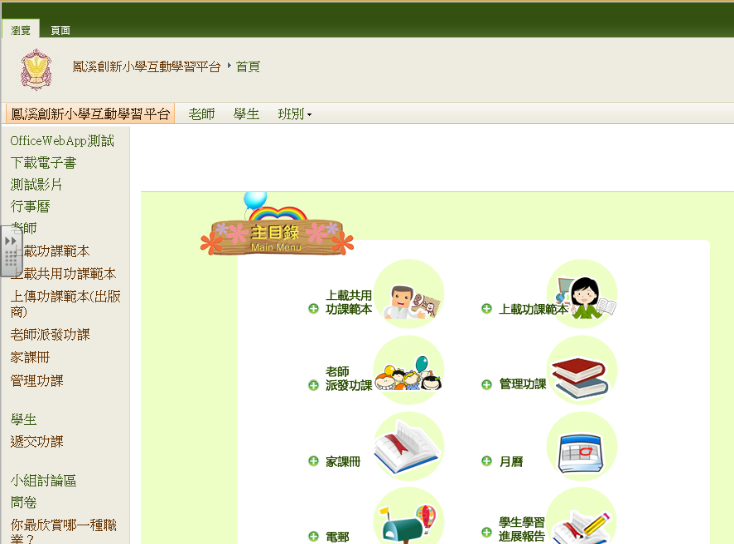 瀏覽 頁面
鳳溪創新小學互動學習平台 ▸ 首頁
鳳溪創新小學互動學習平台 老師 學生 班別
OfficeWebApp測試
下載電子書
測試影片
行事曆
老師
上載功課範本
上載共用功課範本
上傳功課範本(出版
商)
老師派發功課
家課冊
管理功課
學生
遞交功課
小組討論區
問卷
你最欣賞哪一種職
業？
主目錄
Main Menu
上載共用
功課範本
上載功課範本
老師
派發功課
管理功課
家課冊
月曆
電郵
學生學習
進展報告